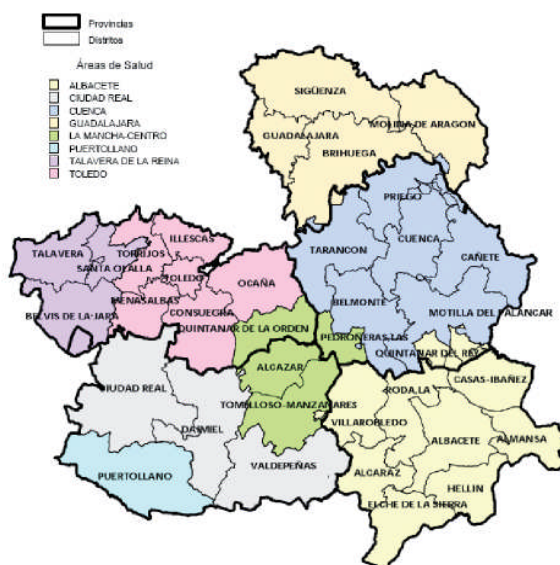 Provincias
Distritos
Áreas de Salud
ALBACETE
CIUDAD REAL
CUENCA
GUADALAJARA
LA MANCHA-CENTRO
PUERTOLLANO
TALAVERA DE LA REINA
TOLEDO
SIGÜENZA
GUADALAJARA
MOLINA DE ARAGON
BRIHUEGA
PRIEGO
TARANCON
CUENCA
CAÑETE
BELMONTE
MOTILLA DEL PALANCAR
PEDROÑERAS,LAS
QUINTANAR DEL REY
ILLESCAS
TALAVERA
TORRIJOS
SANTA OLALLA
TOLEDO
OCAÑA
BELVIS DE LA-JARA
MENASALBAS
CONSUEGRA
QUINTANAR DE LA ORDEN
ALCAZAR
CIUDAD REAL
TOMELLOSO-MANZANARES
DAIMIEL
PUERTOLLANO
VALDEPEÑAS
RODA,LA
CASAS-IBAÑEZ
VILLAROBLEDO
ALBACETE
ALMANSA
ALCARAZ
HELLIN
ELCHE DE LA SIERRA